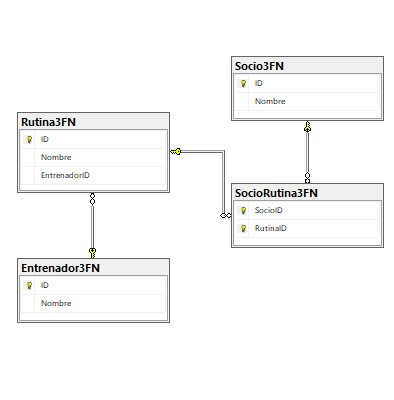 Socio3FN
ID
Nombre
Rutina3FN
ID
Nombre
EntrenadorID
SocioRutina3FN
SocioID
RutinaID
Entrenador3FN
ID
Nombre